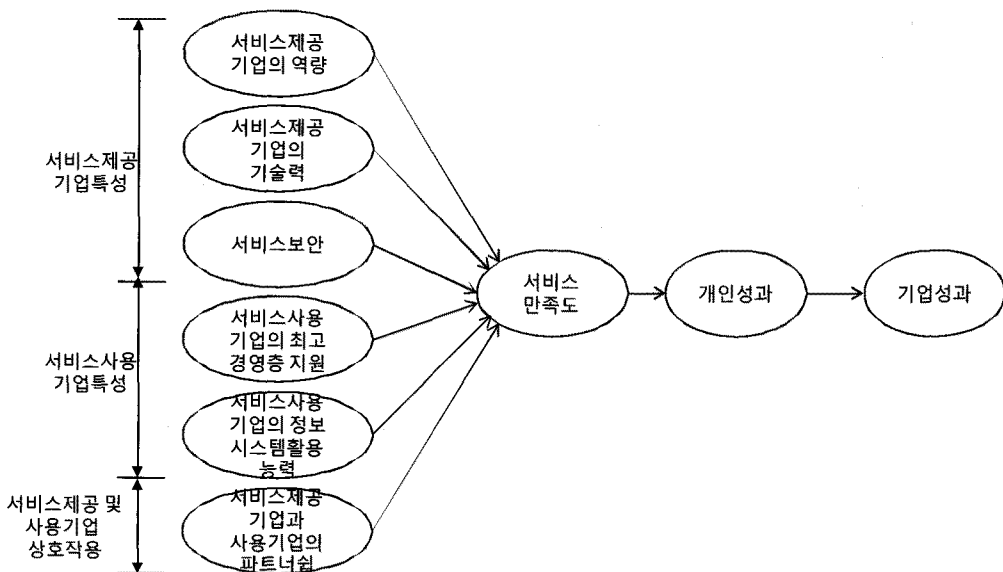 서비스제공
기업특성
서비스사용
기업특성
서비스제공 및
사용기업
상호작용
서비스제공
기업의 역량
서비스제공
기업의
기술력
서비스보안
서비스사용
기업의 최고
경영층 지원
서비스사용
기업의 정보
시스템활용
능력
서비스제공
기업과
사용기업의
파트너쉽
서비스
만족도
개인성과
기업성과